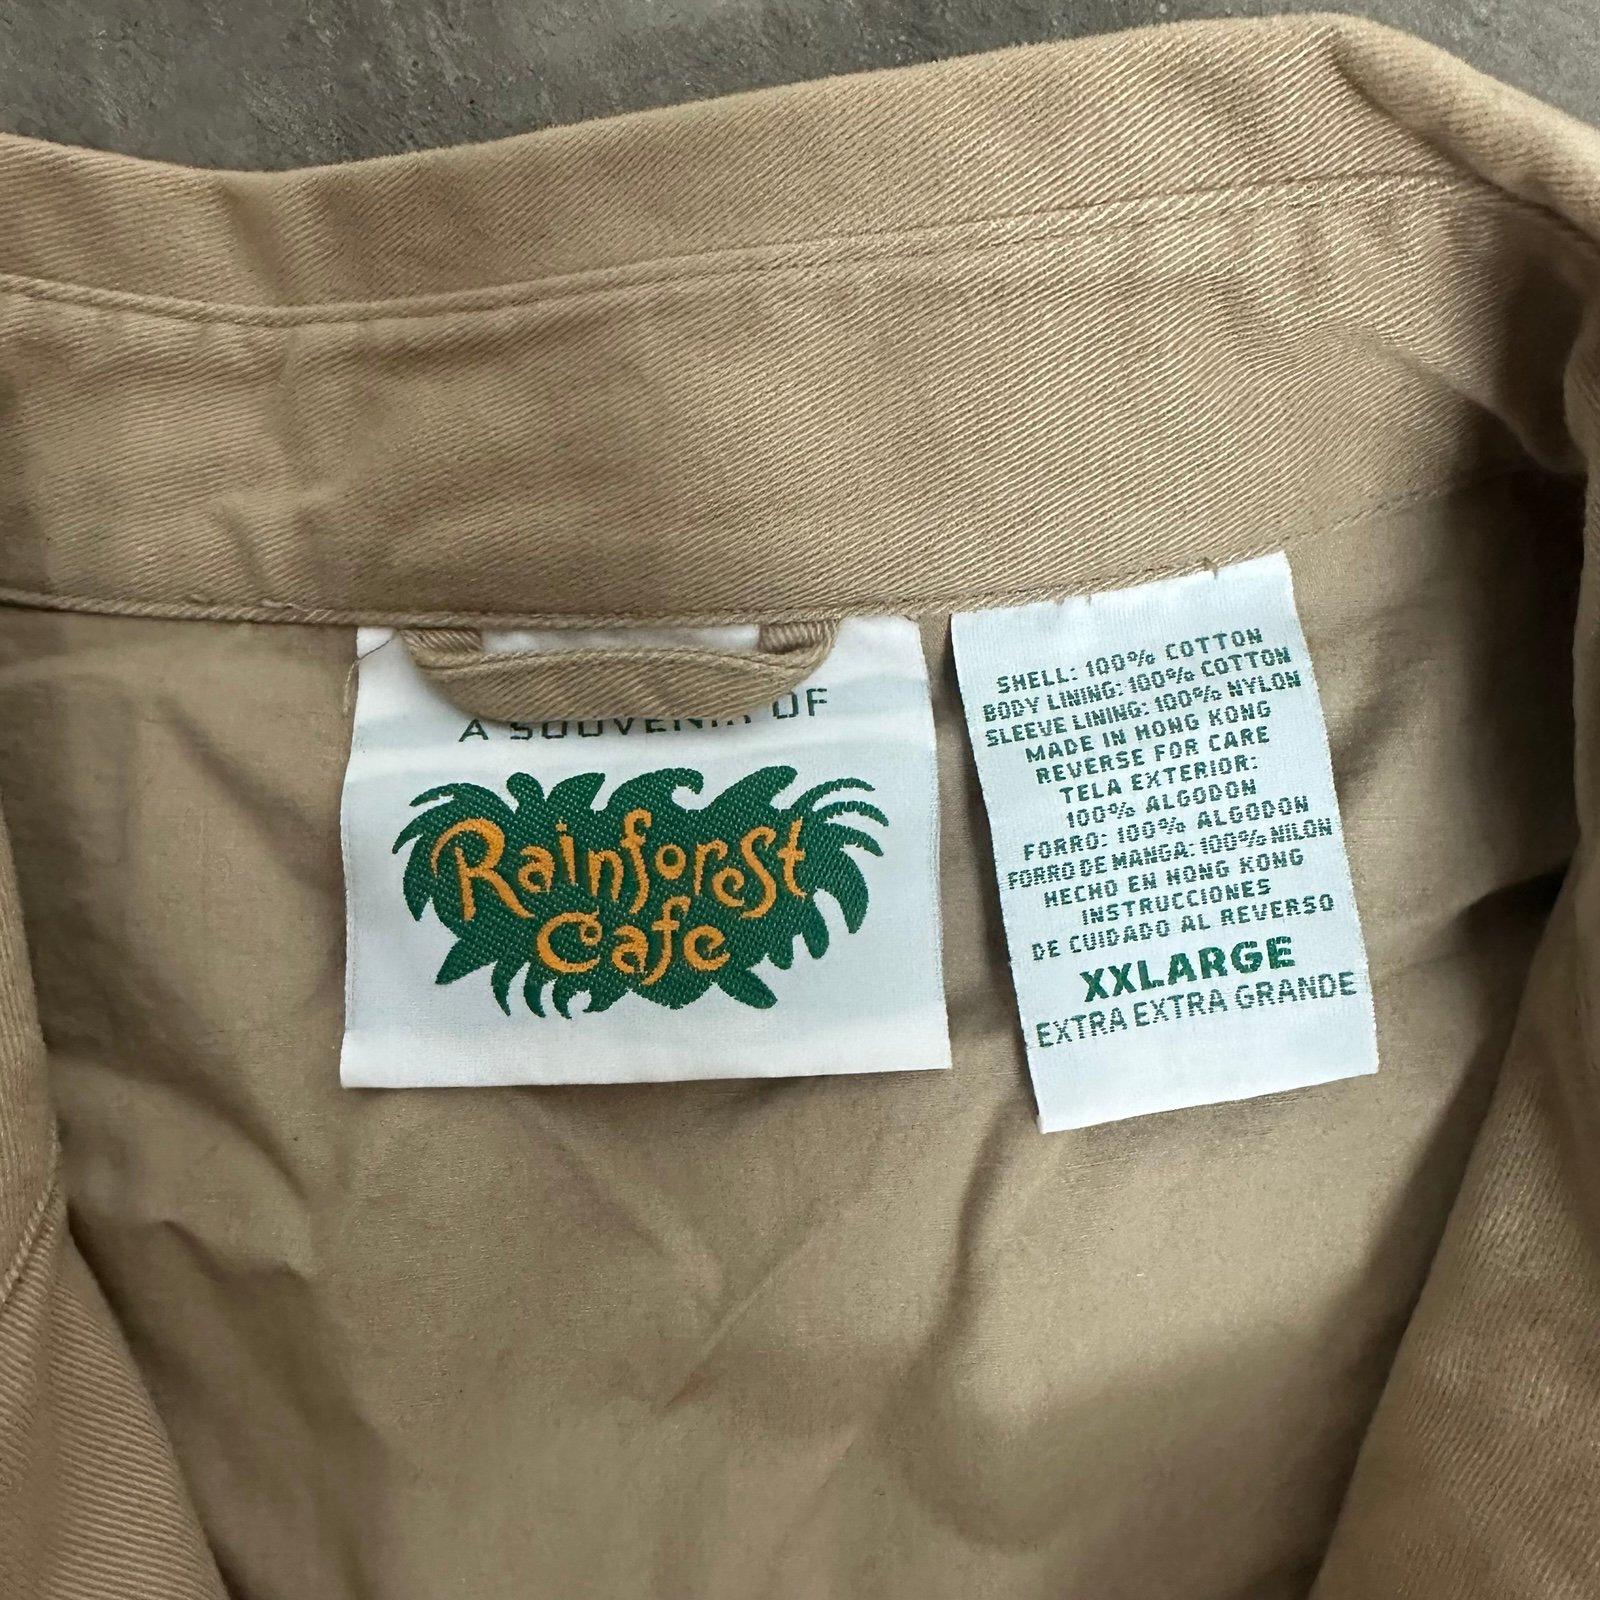 A SOUVENIR OF
Rainforest
Cafe
SHELL: 100% COTTON
BODY LINING: 100% COTTON
SLEEVE LINING: 100% NYLON
MADE IN HONG KONG
REVERSE FOR CARE
TELA EXTERIOR:
100% ALGODON
FORRO: 100% ALGODON
FORRO DE MANGA: 100% NILON
HECHO EN HONG KONG
INSTRUCCIONES
DE CUIDADO AL REVERSO
XXLARGE
EXTRA EXTRA GRANDE